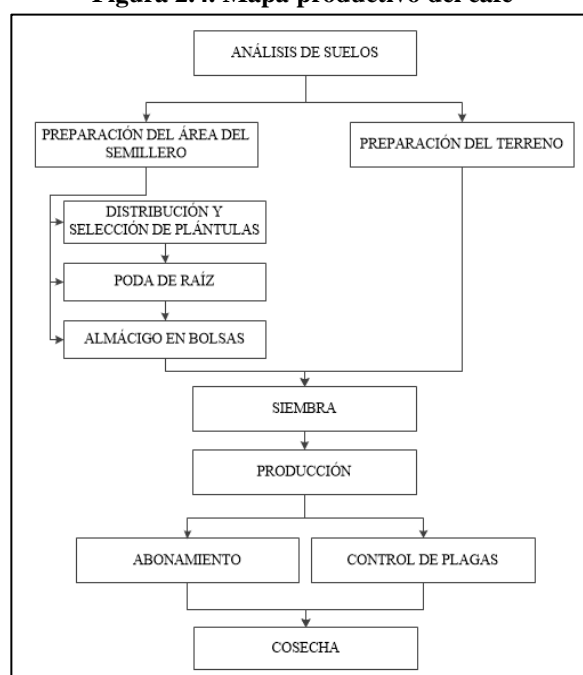 Figura 2.4. Mapa productivo del café
ANÁLISIS DE SUELOS
PREPARACIÓN DEL ÁREA DEL
SEMILLERO
PREPARACIÓN DEL TERRENO
DISTRIBUCIÓN Y
SELECCIÓN DE PLÁNTULAS
PODA DE RAÍZ
ALMÁCIGO EN BOLSAS
SIEMBRA
PRODUCCIÓN
ABONAMIENTO
CONTROL DE PLAGAS
COSECHA